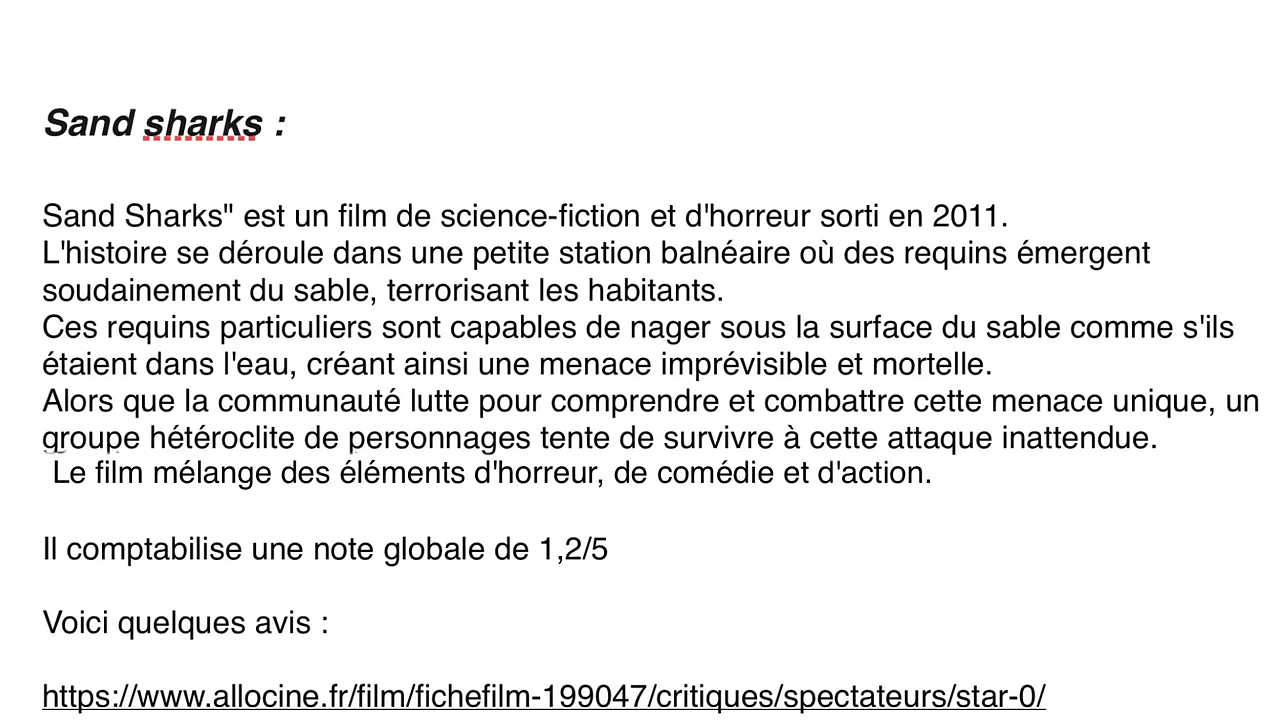 Sand sharks :
Sand Sharks" est un film de science-fiction et d'horreur sorti en 2011.
L'histoire se déroule dans une petite station balnéaire où des requins émergent
soudainement du sable, terrorisant les habitants.
Ces requins particuliers sont capables de nager sous la surface du sable comme s'ils
étaient dans l'eau, créant ainsi une menace imprévisible et mortelle.
Alors que la communauté lutte pour comprendre et combattre cette menace unique, un
groupe hétéroclite de personnages tente de survivre à cette attaque inattendue.
Le film mélange des éléments d'horreur, de comédie et d'action.
Il comptabilise une note globale de 1,2/5
Voici quelques avis :
https://www.allocine.fr/film/fichefilm-199047/critiques/spectateurs/star-0/